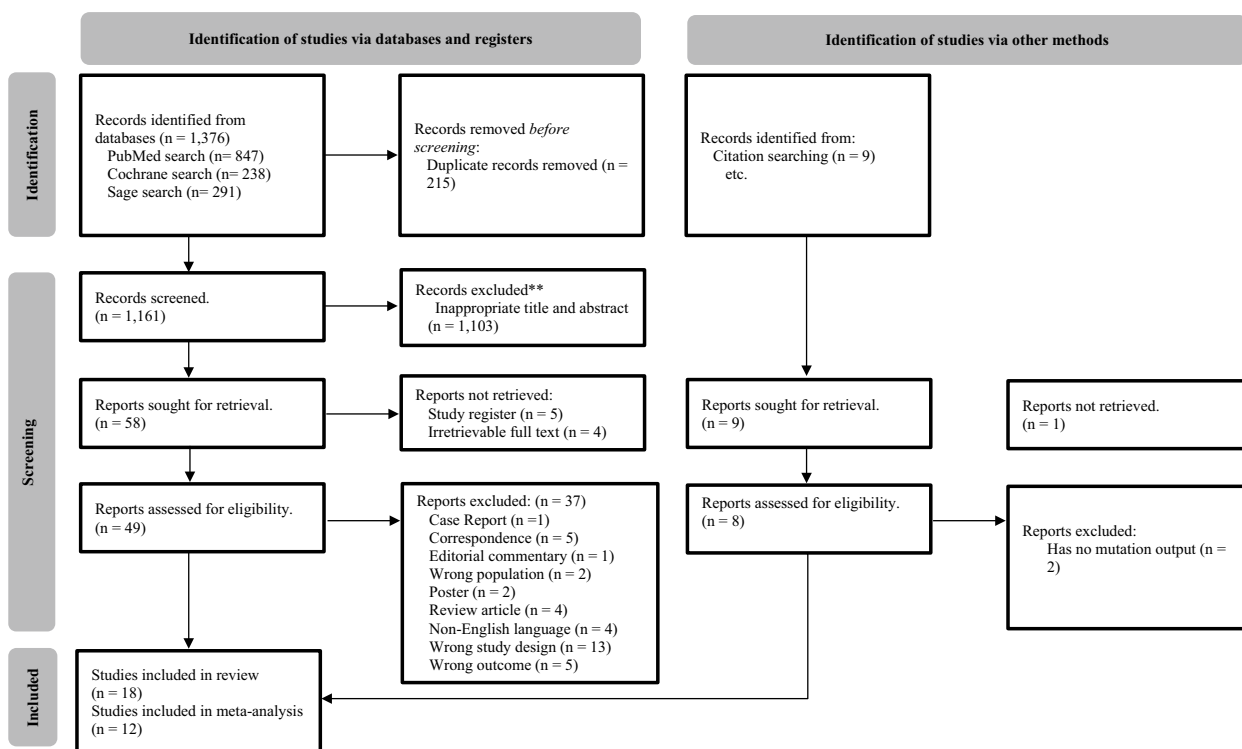 Identification of studies via databases and registers
Identification of studies via other methods
Identification
Records identified from
databases (n = 1,376)
PubMed search (n= 847)
Cochrane search (n= 238)
Sage search (n= 291)
Records removed before
screening:
Duplicate records removed (n =
215)
Records identified from:
Citation searching (n = 9)
etc.
Screening
Records screened.
(n = 1,161)
Records excluded**
Inappropriate title and abstract
(n = 1,103)
Reports sought for retrieval.
(n = 58)
Reports not retrieved:
Study register (n = 5)
Irretrievable full text (n = 4)
Reports sought for retrieval.
(n = 9)
Reports not retrieved.
(n = 1)
Reports assessed for eligibility.
(n = 49)
Reports excluded: (n = 37)
Case Report (n =1)
Correspondence (n = 5)
Editorial commentary (n = 1)
Wrong population (n = 2)
Poster (n = 2)
Review article (n = 4)
Non-English language (n = 4)
Wrong study design (n = 13)
Wrong outcome (n = 5)
Reports assessed for eligibility.
(n = 8)
Reports excluded:
Has no mutation output (n =
2)
Included
Studies included in review
(n = 18)
Studies included in meta-analysis
(n = 12)